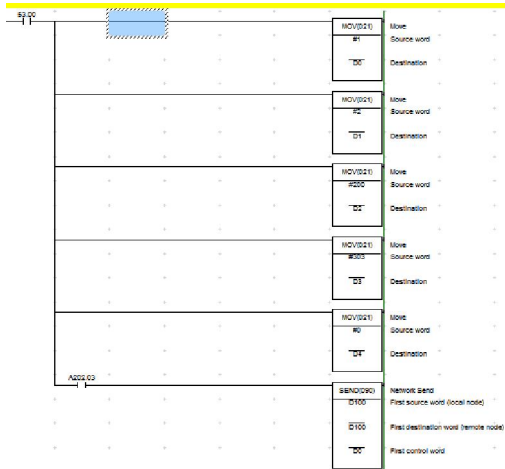 53.00
MOV(021) Move
#1 Source word
D0 Destination
MOV(021) Move
#2 Source word
D1 Destination
MOV(021) Move
#200 Source word
D2 Destination
MOV(021) Move
#303 Source word
D3 Destination
MOV(021) Move
#0 Source word
D4 Destination
A202.03
SEND(090) Network Send
D100 First source word (local node)
D100 First destination word (remote node)
D0 First control word